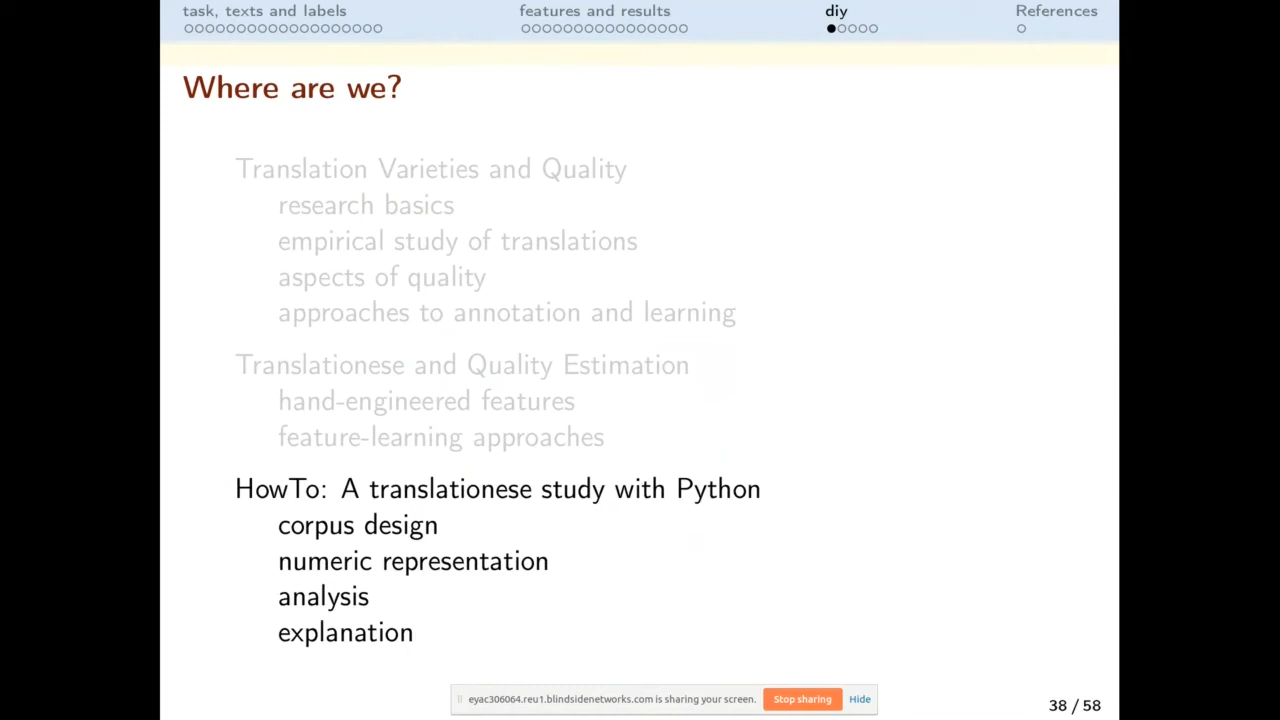 task, texts and labels features and results diy References
Where are we?
Translation Varieties and Quality
research basics
empirical study of translations
aspects of quality
approaches to annotation and learning
Translationese and Quality Estimation
hand-engineered features
feature-learning approaches
HowTo: A translationese study with Python
corpus design
numeric representation
analysis
explanation
eyac306064.reu1.blindsidenetworks.com is sharing your screen. Stop sharing Hide
38 / 58